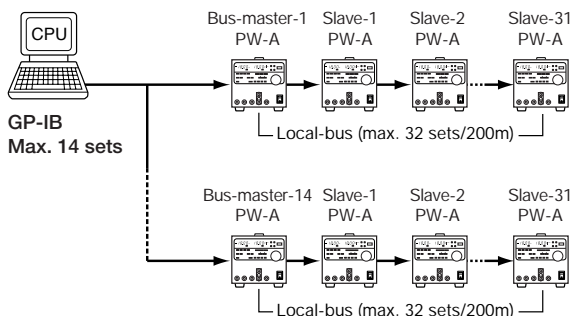 CPU
GP-IB
Max. 14 sets
Bus-master-1 Slave-1 Slave-2 Slave-31
PW-A PW-A PW-A PW-A
Local-bus (max. 32 sets/200m)
Bus-master-14 Slave-1 Slave-2 Slave-31
PW-A PW-A PW-A PW-A
Local-bus (max. 32 sets/200m)